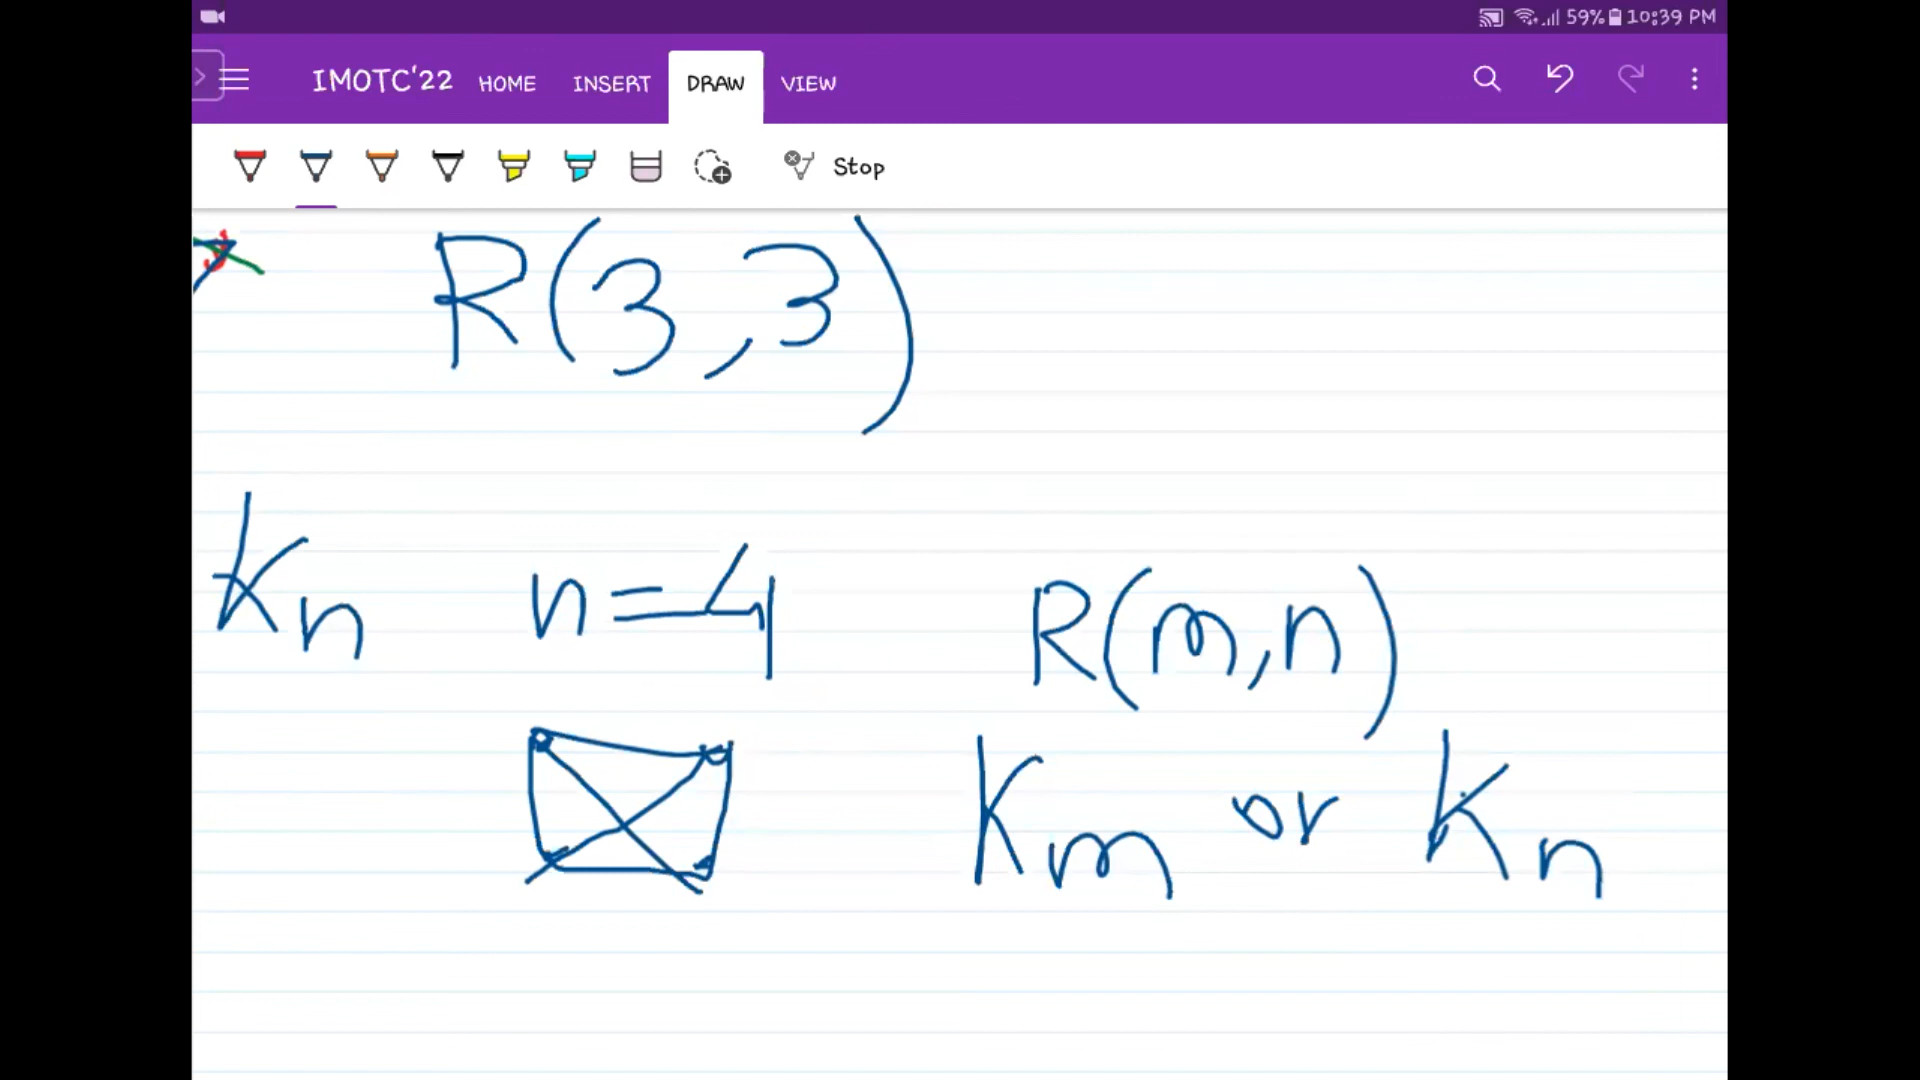 59% 10:39 PM
IMOTC'22 HOME INSERT DRAW VIEW
Stop
R(3,3)
Kn n=4 R(m,n)
Km or Kn